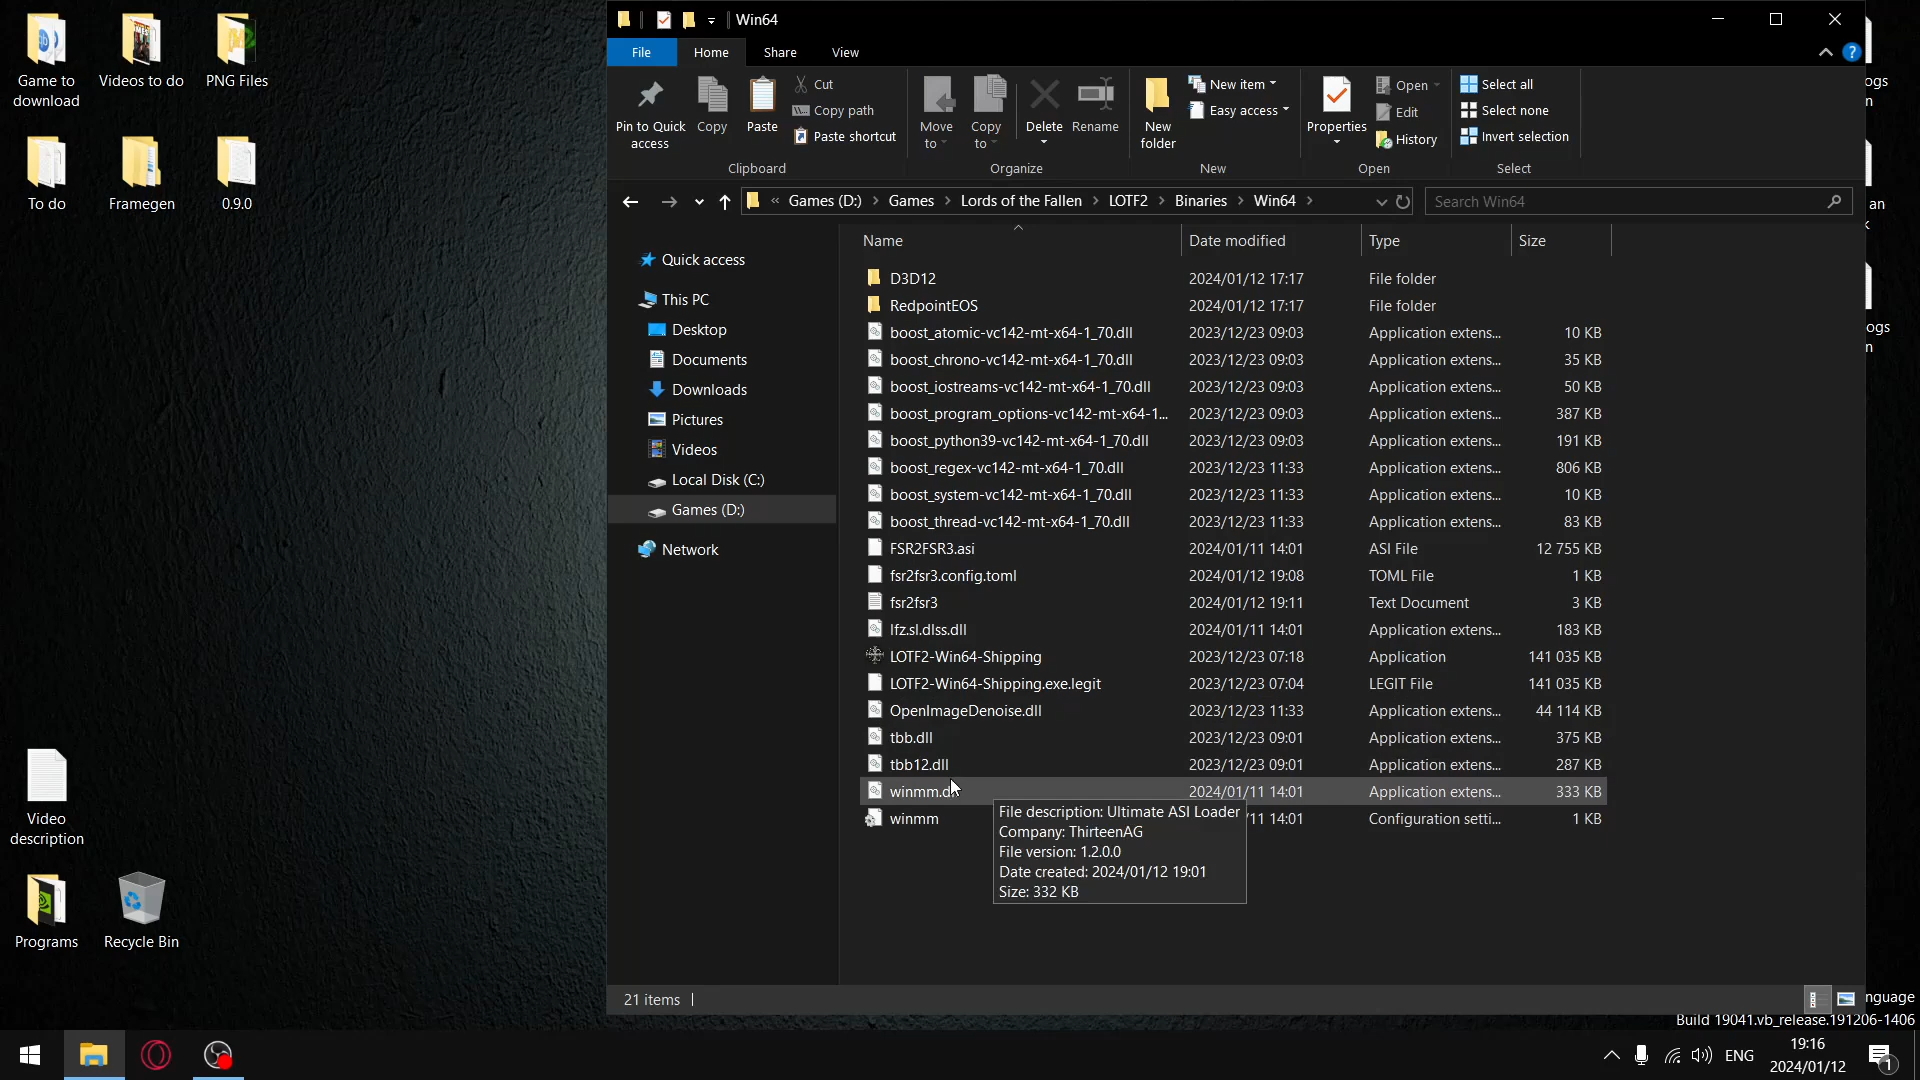 Game to
download
Videos to do
PNG Files
To do
Framegen
0.9.0
Video
description
Programs
Recycle Bin
Win64
File
Home
Share
View
Pin to Quick
access
Copy
Paste
Cut
Copy path
Paste shortcut
Clipboard
Move
to
Copy
to
Delete
Rename
Organize
New
folder
New item
Easy access
New
Properties
Open
Edit
History
Open
Select all
Select none
Invert selection
Select
« Games (D:) > Games > Lords of the Fallen > LOTF2 > Binaries > Win64 >
Search Win64
Quick access
This PC
Desktop
Documents
Downloads
Pictures
Videos
Local Disk (C:)
Games (D:)
Network
Name Date modified Type Size
D3D12 2024/01/12 17:17 File folder
RedpointEOS 2024/01/12 17:17 File folder
boost_atomic-vc142-mt-x64-1_70.dll 2023/12/23 09:03 Application extens... 10 KB
boost_chrono-vc142-mt-x64-1_70.dll 2023/12/23 09:03 Application extens... 35 KB
boost_iostreams-vc142-mt-x64-1_70.dll 2023/12/23 09:03 Application extens... 50 KB
boost_program_options-vc142-mt-x64-1... 2023/12/23 09:03 Application extens... 387 KB
boost_python39-vc142-mt-x64-1_70.dll 2023/12/23 09:03 Application extens... 191 KB
boost_regex-vc142-mt-x64-1_70.dll 2023/12/23 11:33 Application extens... 806 KB
boost_system-vc142-mt-x64-1_70.dll 2023/12/23 11:33 Application extens... 10 KB
boost_thread-vc142-mt-x64-1_70.dll 2023/12/23 11:33 Application extens... 83 KB
FSR2FSR3.asi 2024/01/11 14:01 ASI File 12 755 KB
fsr2fsr3.config.toml 2024/01/12 19:08 TOML File 1 KB
fsr2fsr3 2024/01/12 19:11 Text Document 3 KB
lfz.sl.dlss.dll 2024/01/11 14:01 Application extens... 183 KB
LOTF2-Win64-Shipping 2023/12/23 07:18 Application 141 035 KB
LOTF2-Win64-Shipping.exe.legit 2023/12/23 07:04 LEGIT File 141 035 KB
OpenImageDenoise.dll 2023/12/23 11:33 Application extens... 44 114 KB
tbb.dll 2023/12/23 09:01 Application extens... 375 KB
tbb12.dll 2023/12/23 09:01 Application extens... 287 KB
winmm.d 2024/01/11 14:01 Application extens... 333 KB
winmm 11 14:01 Configuration setti... 1 KB
File description: Ultimate ASI Loader
Company: ThirteenAG
File version: 1.2.0.0
Date created: 2024/01/12 19:01
Size: 332 KB
21 items
ogs
n
an
k
ogs
n
nguage
Build 19041.vb_release.191206-1406
ENG
19:16
2024/01/12
1